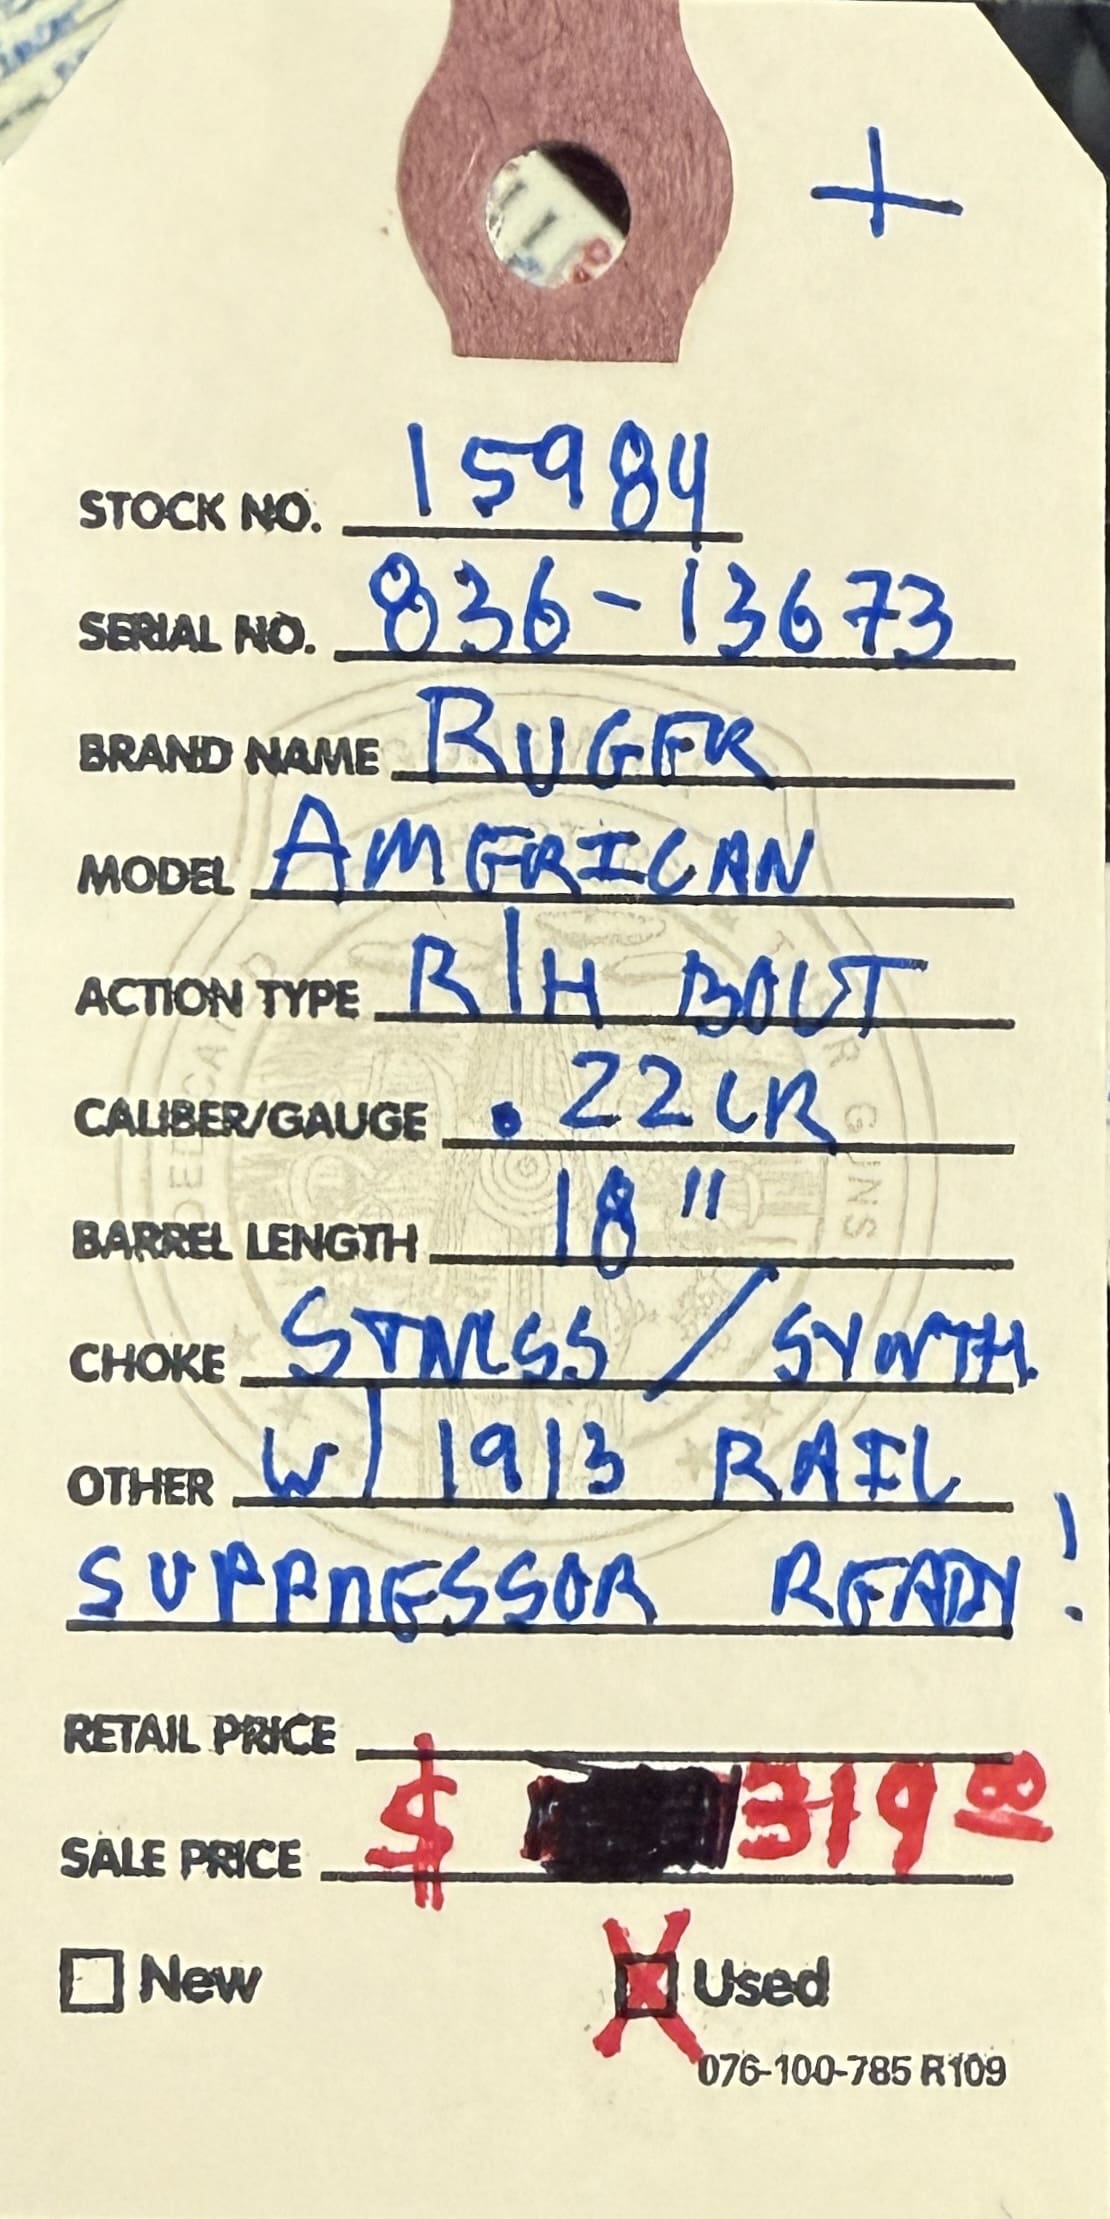 +
STOCK NO. 15984
SERIAL NO. 836-13673
BRAND NAME RUGER
MODEL AMERICAN
ACTION TYPE R/H BOLT
CALIBER/GAUGE .22 LR
BARREL LENGTH 18"
CHOKE STNLSS / SYNTH.
OTHER W/ 1913 RAIL
SUPPRESSOR READY!
RETAIL PRICE
SALE PRICE $ 319 00
New X Used
076-100-785 R109